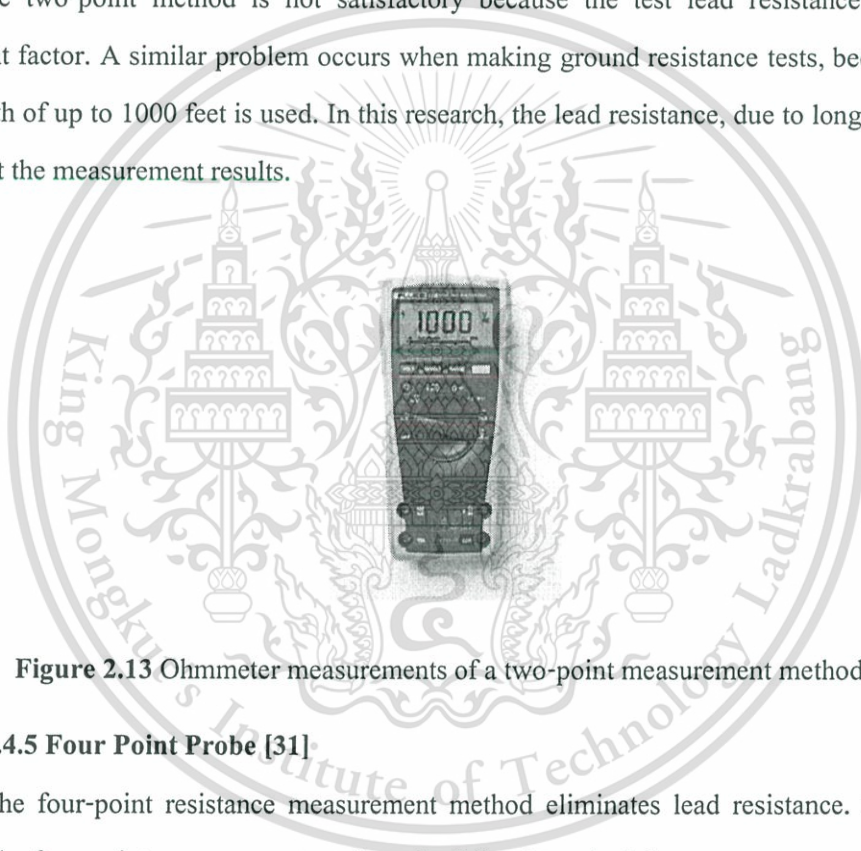 two-point method is not satisfactory because the test lead resistance
factor. A similar problem occurs when making ground resistance tests,
of up to 1000 feet is used. In this research, the lead resistance, due to long
the measurement results.
1000
King Mongkut's Institute of Technology Ladkrabang
Figure 2.13 Ohmmeter measurements of a two-point measurement method
4.5 Four Point Probe [31]
he four-point resistance measurement method eliminates lead resistance.